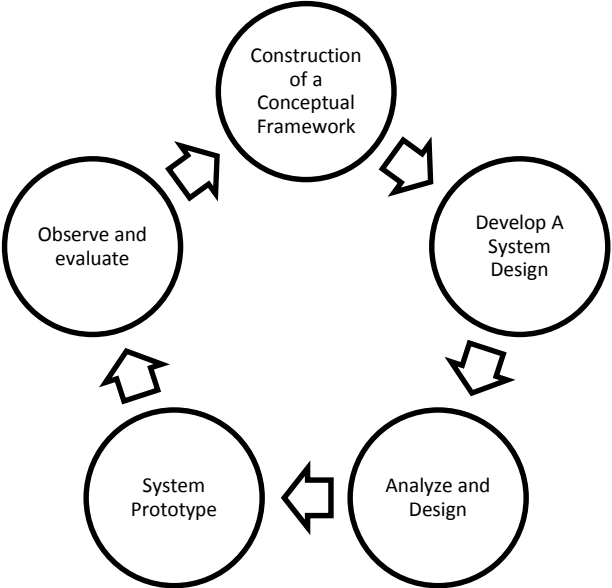 Construction
of a
Conceptual
Framework
Develop A
System
Design
Analyze and
Design
System
Prototype
Observe and
evaluate